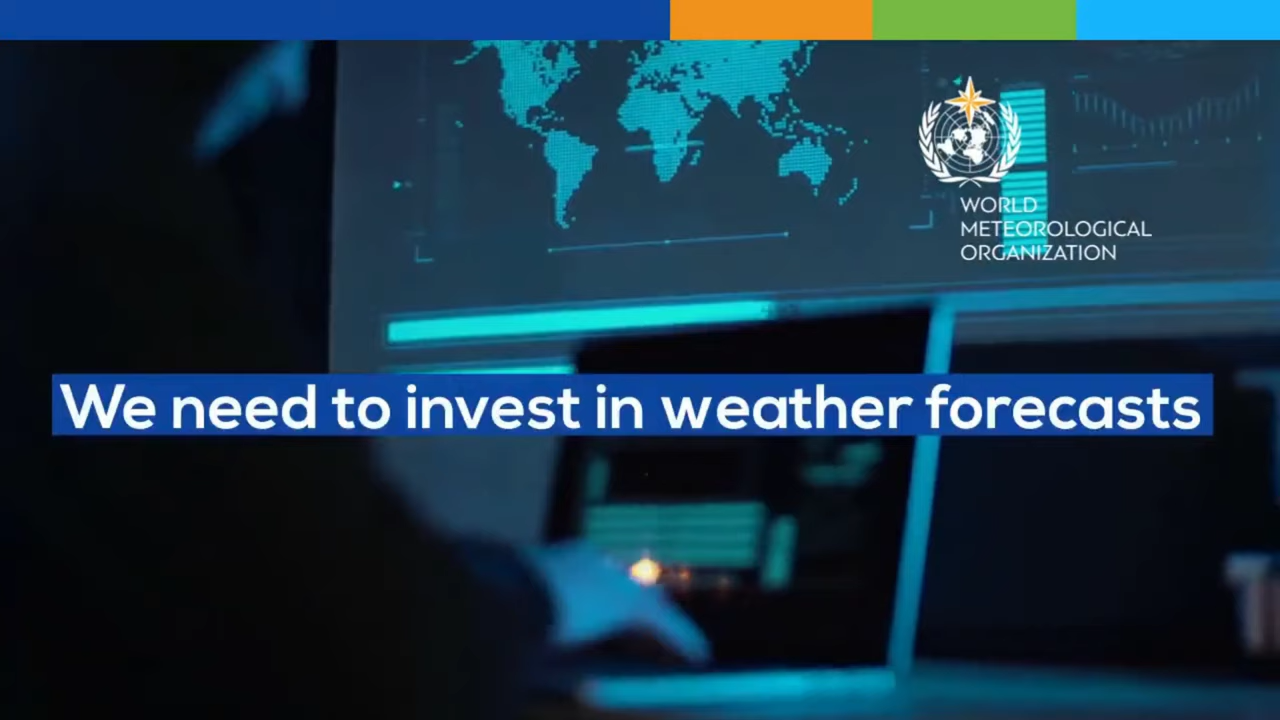 WORLD
METEOROLOGICAL
ORGANIZATION
We need to invest in weather forecasts